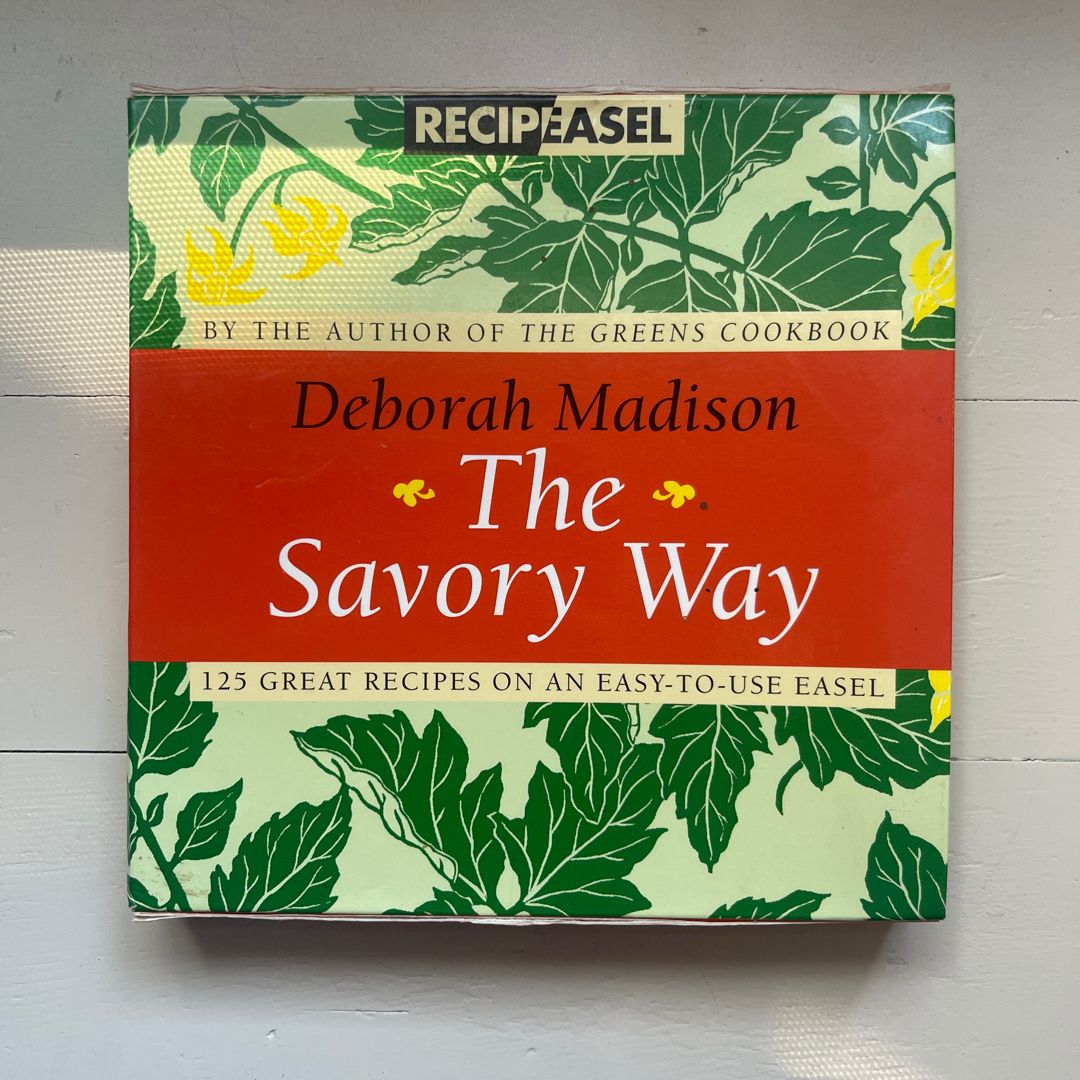 RECIPEASEL
BY THE AUTHOR OF THE GREENS COOKBOOK
Deborah Madison
The
Savory Way
125 GREAT RECIPES ON AN EASY-TO-USE EASEL